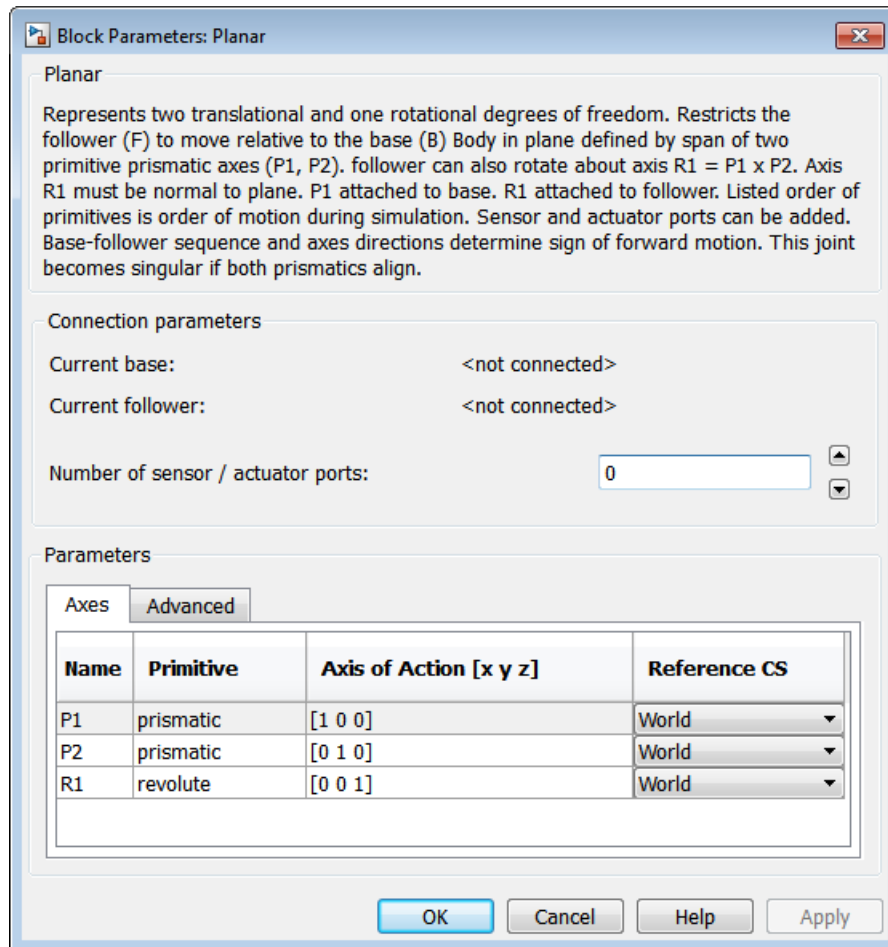 Block Parameters: Planar
Planar
Represents two translational and one rotational degrees of freedom. Restricts the
follower (F) to move relative to the base (B) Body in plane defined by span of two
primitive prismatic axes (P1, P2). follower can also rotate about axis R1 = P1 x P2. Axis
R1 must be normal to plane. P1 attached to base. R1 attached to follower. Listed order of
primitives is order of motion during simulation. Sensor and actuator ports can be added.
Base-follower sequence and axes directions determine sign of forward motion. This joint
becomes singular if both prismatics align.
Connection parameters
Current base: <not connected>
Current follower: <not connected>
Number of sensor / actuator ports: 0
Parameters
Axes Advanced
Name Primitive Axis of Action [x y z] Reference CS
P1 prismatic [1 0 0] World
P2 prismatic [0 1 0] World
R1 revolute [0 0 1] World
OK Cancel Help Apply